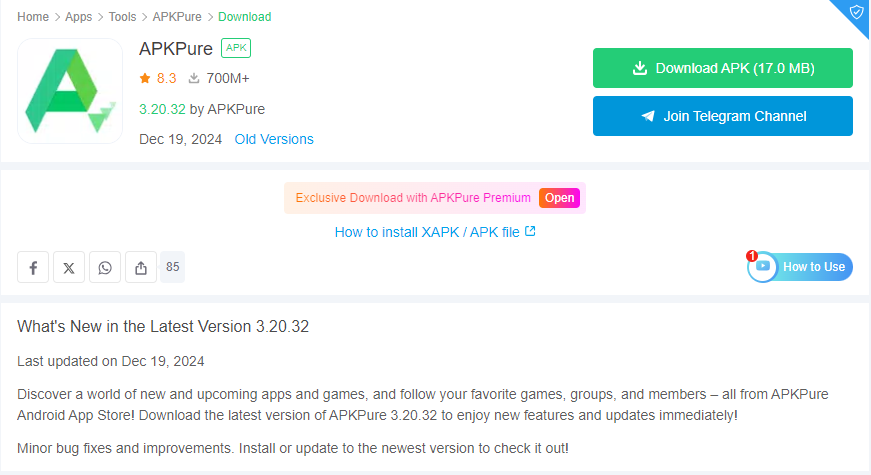 Home > Apps > Tools > APKPure > Download
APKPure APK
8.3 700M+
3.20.32 by APKPure
Dec 19, 2024 Old Versions
Download APK (17.0 MB)
Join Telegram Channel
Exclusive Download with APKPure Premium Open
How to install XAPK / APK file
85
1
How to Use
What's New in the Latest Version 3.20.32
Last updated on Dec 19, 2024
Discover a world of new and upcoming apps and games, and follow your favorite games, groups, and members – all from APKPure
Android App Store! Download the latest version of APKPure 3.20.32 to enjoy new features and updates immediately!
Minor bug fixes and improvements. Install or update to the newest version to check it out!